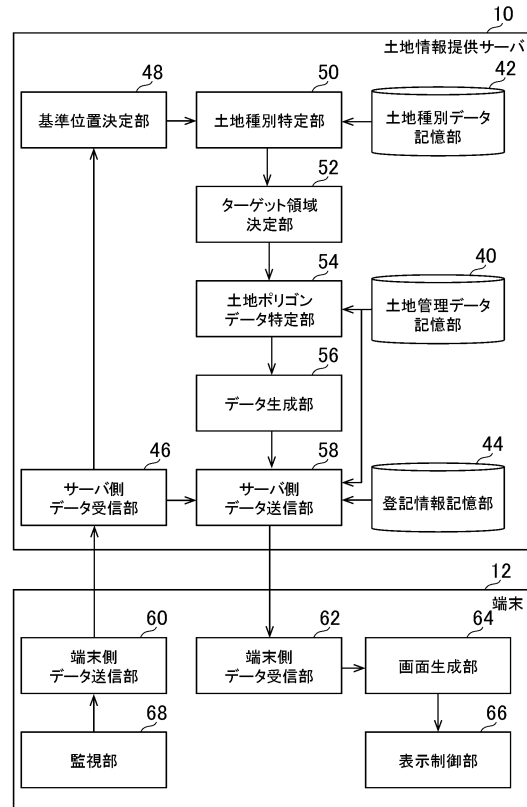 10
土地情報提供サーバ
48
基準位置決定部
50
土地種別特定部
42
土地種別データ
記憶部
52
ターゲット領域
決定部
54
土地ポリゴン
データ特定部
40
土地管理データ
記憶部
56
データ生成部
46
サーバ側
データ受信部
58
サーバ側
データ送信部
44
登記情報記憶部
12
端末
60
端末側
データ送信部
62
端末側
データ受信部
64
画面生成部
68
監視部
66
表示制御部